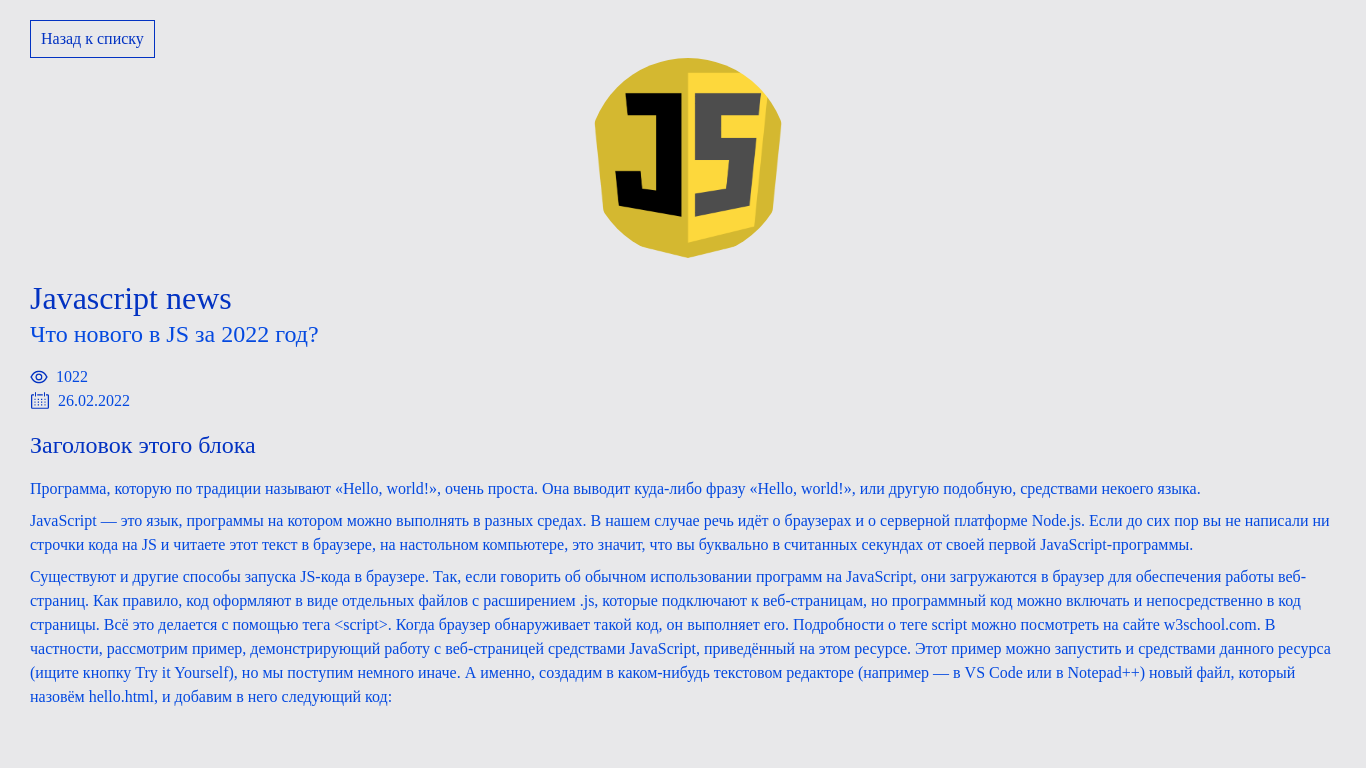 Назад к списку
JS
Javascript news
Что нового в JS за 2022 год?
1022
26.02.2022
Заголовок этого блока
Программа, которую по традиции называют «Hello, world!», очень проста. Она выводит куда-либо фразу «Hello, world!», или другую подобную, средствами некоего языка.
JavaScript — это язык, программы на котором можно выполнять в разных средах. В нашем случае речь идёт о браузерах и о серверной платформе Node.js. Если до сих пор вы не написали ни
строчки кода на JS и читаете этот текст в браузере, на настольном компьютере, это значит, что вы буквально в считанных секундах от своей первой JavaScript-программы.
Существуют и другие способы запуска JS-кода в браузере. Так, если говорить об обычном использовании программ на JavaScript, они загружаются в браузер для обеспечения работы веб-
страниц. Как правило, код оформляют в виде отдельных файлов с расширением .js, которые подключают к веб-страницам, но программный код можно включать и непосредственно в код
страницы. Всё это делается с помощью тега <script>. Когда браузер обнаруживает такой код, он выполняет его. Подробности о теге script можно посмотреть на сайте w3school.com. В
частности, рассмотрим пример, демонстрирующий работу с веб-страницей средствами JavaScript, приведённый на этом ресурсе. Этот пример можно запустить и средствами данного ресурса
(ищите кнопку Try it Yourself), но мы поступим немного иначе. А именно, создадим в каком-нибудь текстовом редакторе (например — в VS Code или в Notepad++) новый файл, который
назовём hello.html, и добавим в него следующий код: